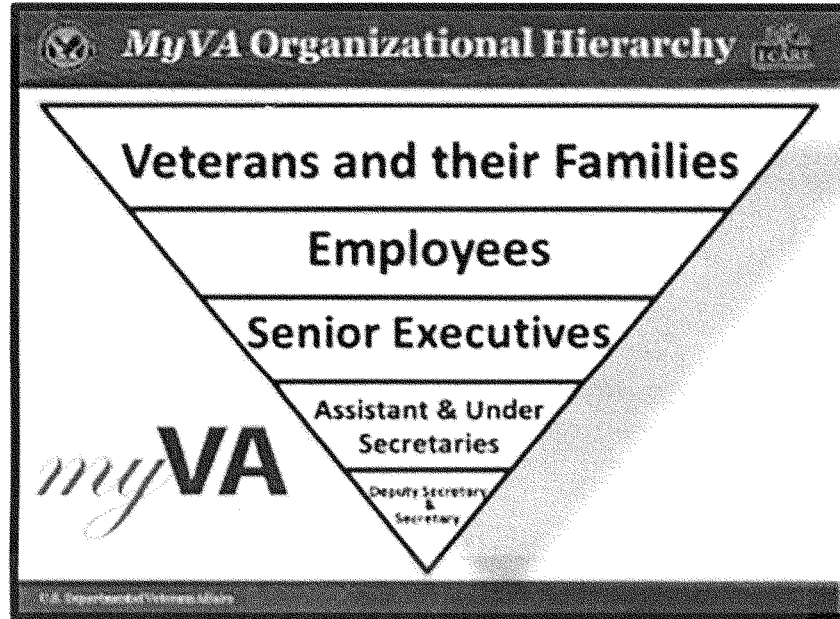 MyVA Organizational Hierarchy
I CARE
Veterans and their Families
Employees
Senior Executives
Assistant & Under
Secretaries
Deputy Secretary
&
Secretary
myVA
U.S. Department of Veterans Affairs